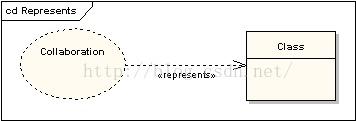 cd Represents
Collaboration
Class
«represents»